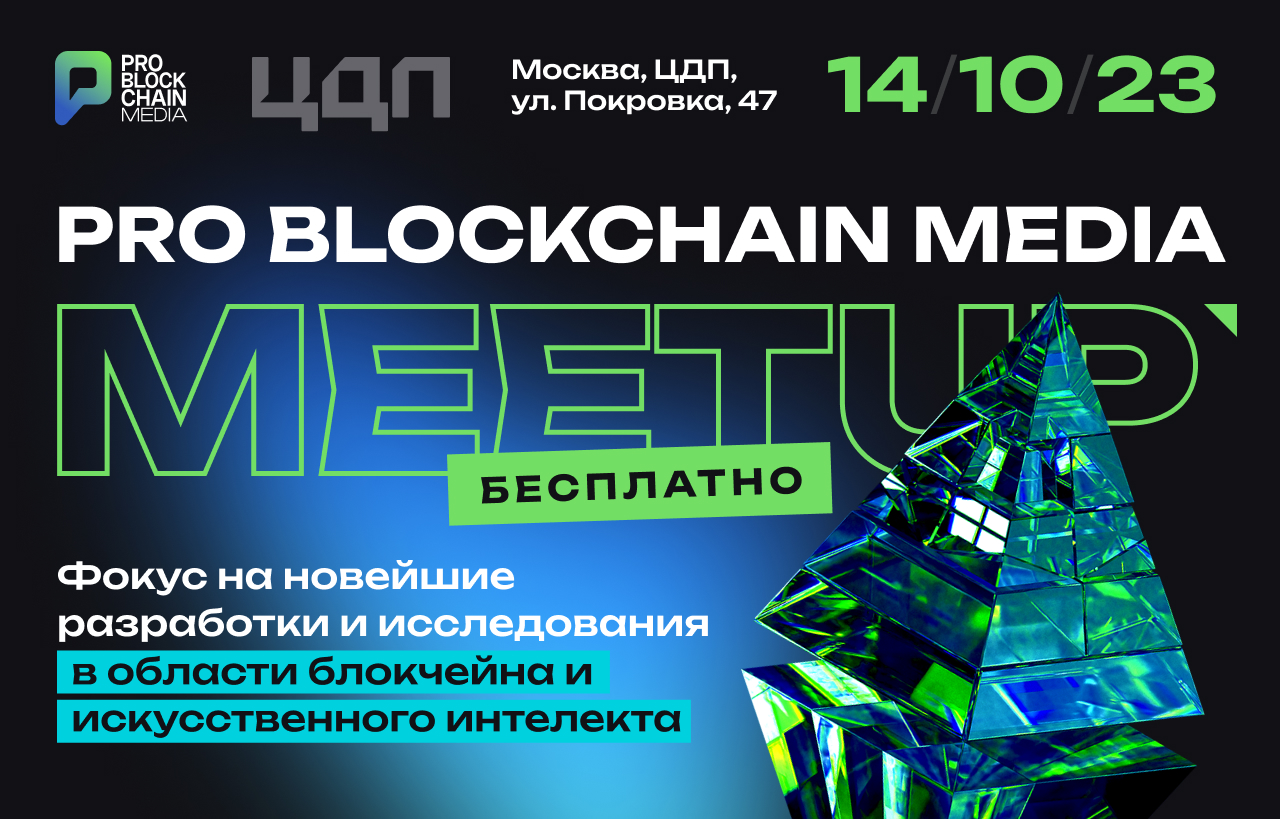 PRO
BLOCK
CHAIN
MEDIA
ЦДП
Москва, ЦДП,
ул. Покровка, 47
14/10/23
PRO BLOCKCHAIN MEDIA
MEETUP
БЕСПЛАТНО
Фокус на новейшие
разработки и исследования
в области блокчейна и
искусственного интелекта